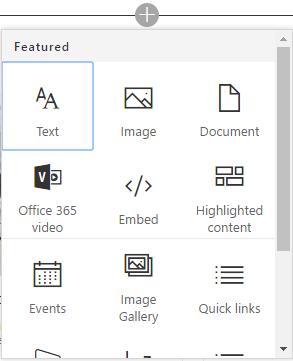 Featured
Text
Image
Document
Office 365
video
Embed
Highlighted
content
Events
Image
Gallery
Quick links